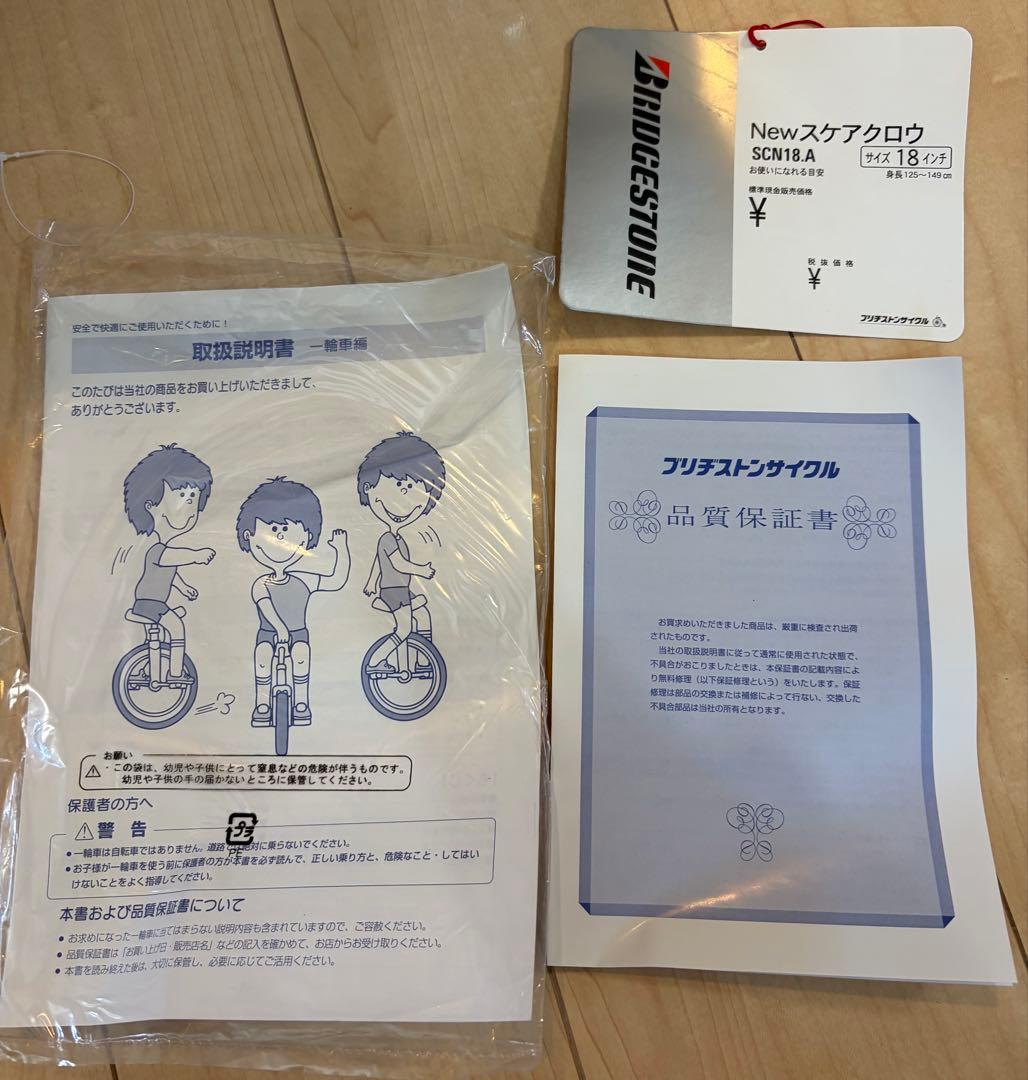 BRIDGESTONE
Newスケアクロウ
SCN18.A
サイズ 18インチ
お使いになれる目安
身長125～149㎝
標準現金販売価格
¥
税抜価格
¥
ブリヂストンサイクル
安全で快適にご使用いただくために！
取扱説明書 一輪車編
このたびは当社の商品をお買い上げいただきまして、
ありがとうございます。
お願い
・この袋は、幼児や子供にとって窒息などの危険が伴うものです。
幼児や子供の手の届かないところに保管してください。
保護者の方へ
警告
●一輪車は自転車ではありません。道路では絶対に乗らないでください。
●お子様が一輪車を使う前に保護者の方が本書を必ず読んで、正しい乗り方と、危険なこと・してはい
けないことをよく指導してください。
プラ
PE
本書および品質保証書について
● お求めになった一輪車に当てはまらない説明内容も含まれていますので、ご容赦ください。
● 品質保証書は「お買い上げ日・販売店名」などの記入を確かめて、お店からお受け取りください。
● 本書を読み終えた後は、大切に保管し、必要に応じてご活用ください。
ブリヂストンサイクル
品質保証書
お買求めいただきました商品は、厳重に検査され出荷
されたものです。
当社の取扱説明書に従って通常に使用された状態で、
不具合がおこりましたときは、本保証書の記載内容によ
り無料修理（以下保証修理という）をいたします。保証
修理は部品の交換または補修によって行ない、交換した
不具合部品は当社の所有となります。